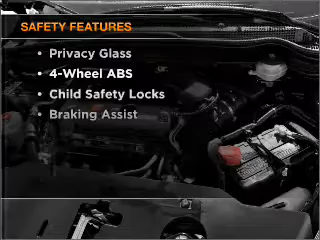 SAFETY FEATURES
• Privacy Glass
• 4-Wheel ABS
• Child Safety Locks
• Braking Assist